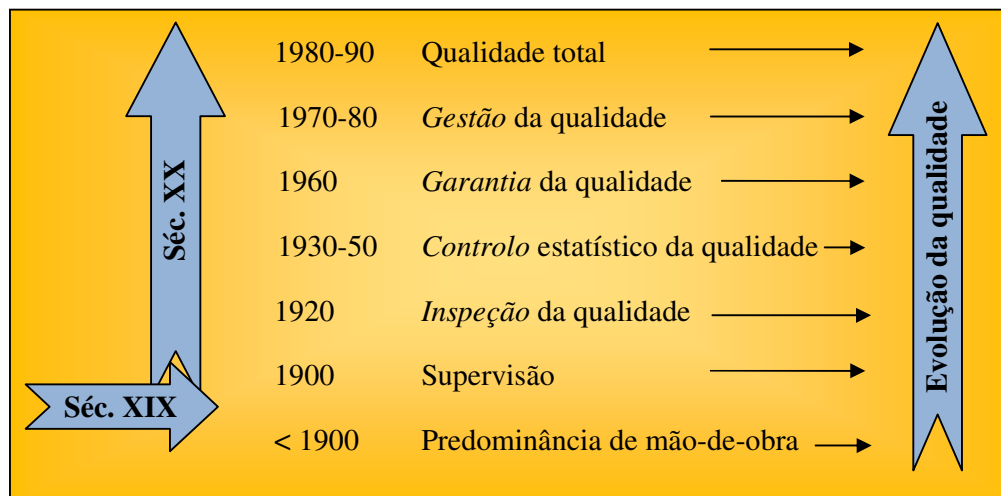 1980-90 Qualidade total
1970-80 Gestão da qualidade
1960 Garantia da qualidade
1930-50 Controlo estatístico da qualidade
1920 Inspeção da qualidade
1900 Supervisão
< 1900 Predominância de mão-de-obra
Séc. XX
Séc. XIX
Evolução da qualidade